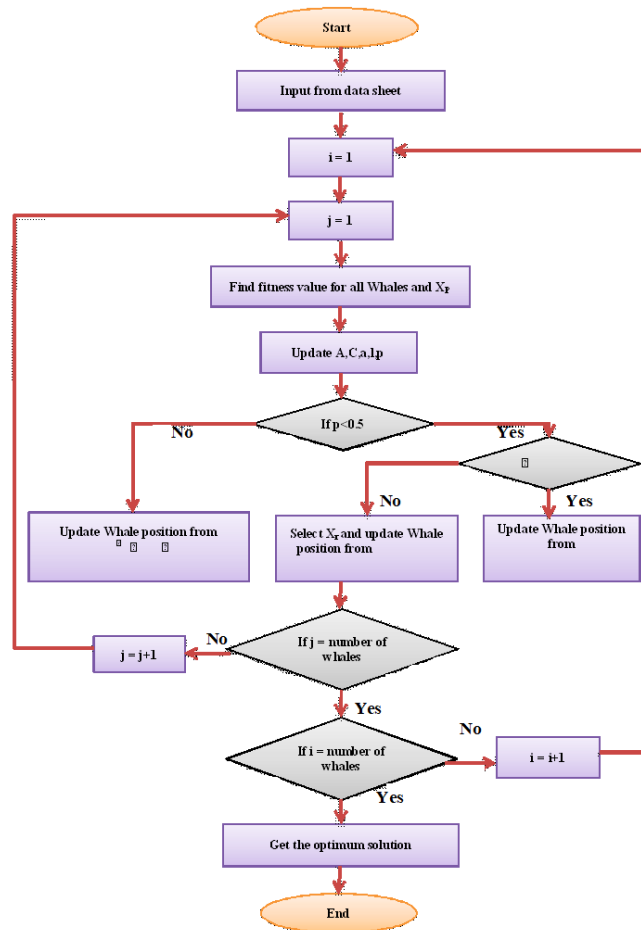 Start
Input from data sheet
i = 1
j = 1
Find fitness value for all Whales and X
Update A,C,a,l,p
If p<0.5
No
Yes
No
Yes
Update Whale position from
Select Xr and update Whale
position from
Update Whale position
from
If j = number of
whales
No
j = j+1
Yes
If i = number of
whales
No
i = i+1
Yes
Get the optimum solution
End